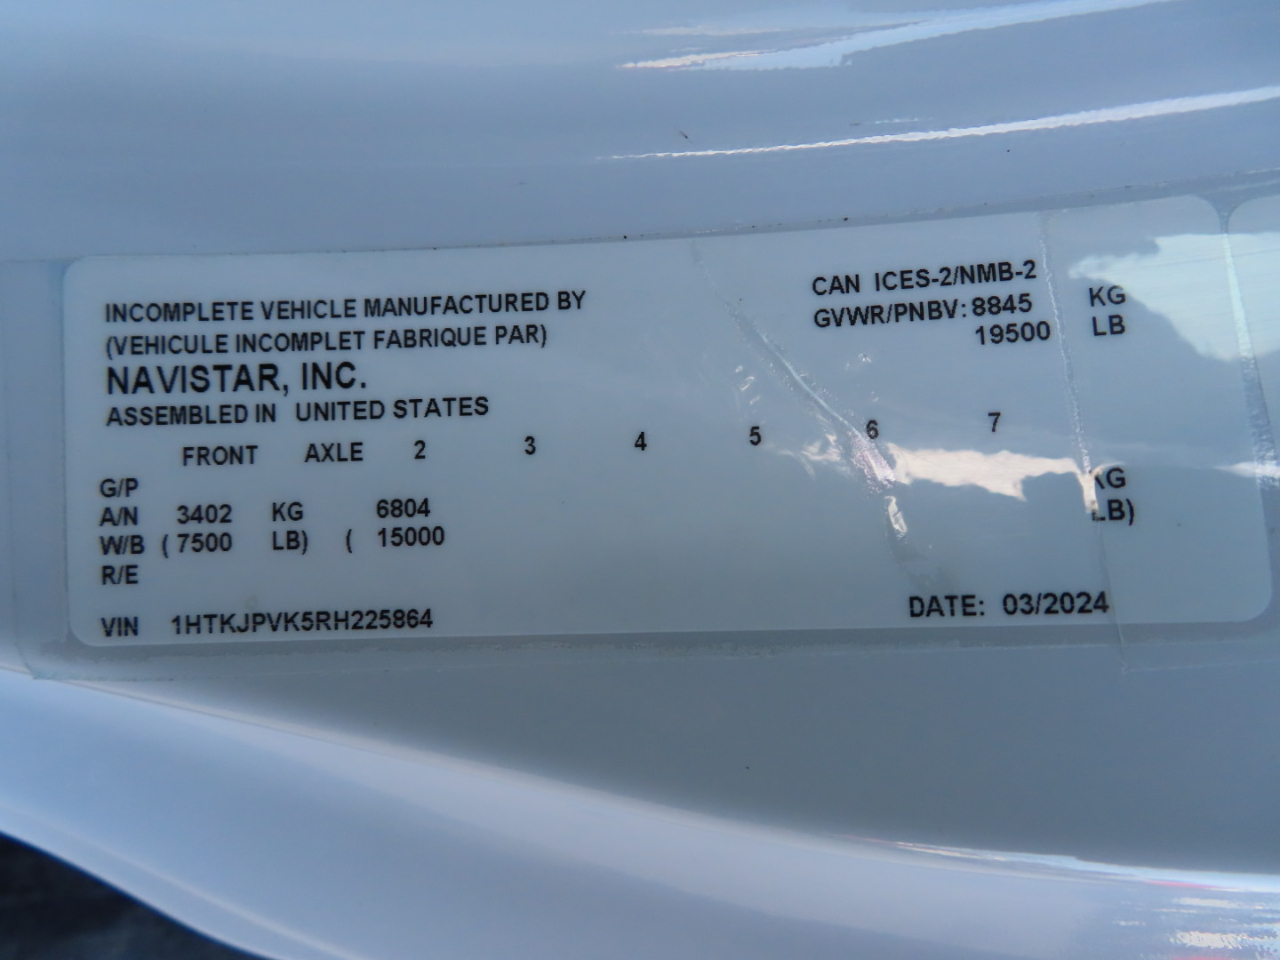 INCOMPLETE VEHICLE MANUFACTURED BY
(VEHICULE INCOMPLET FABRIQUE PAR)
NAVISTAR, INC.
ASSEMBLED IN UNITED STATES
CAN ICES-2/NMB-2
GVWR/PNBV: 8845 KG
19500 LB
FRONT AXLE 2 3 4 5 6 7
G/P
A/N 3402 KG 6804 KG
W/B ( 7500 LB) ( 15000 LB)
R/E
VIN 1HTKJPVK5RH225864
DATE: 03/2024